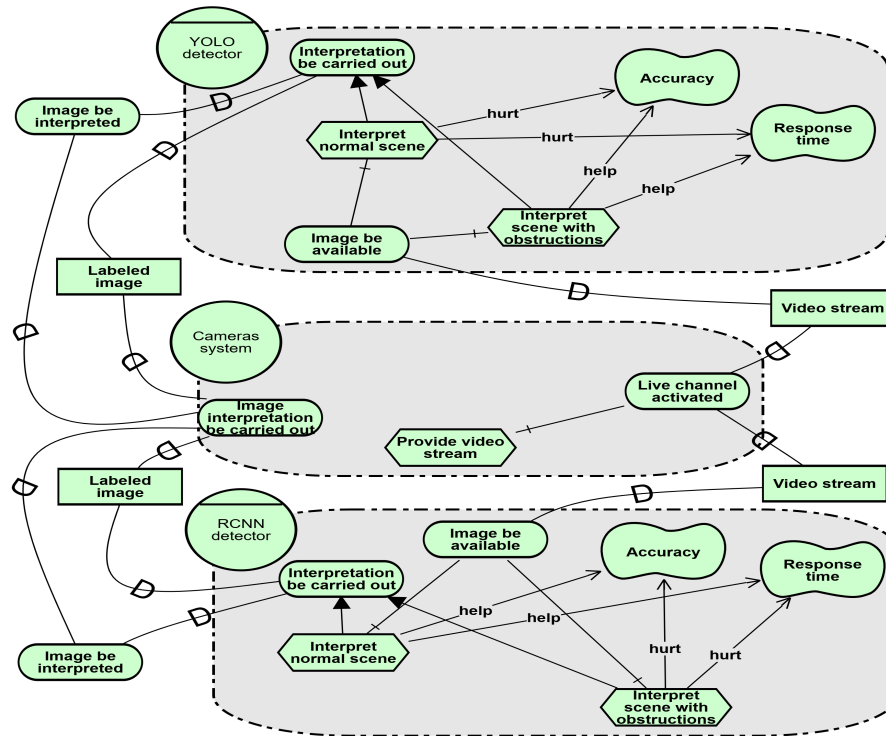 YOLO
detector
Interpretation
be carried out
Accuracy
D
Image be
interpreted
hurt
Interpret
normal scene
hurt
Response
time
D
help
help
Interpret
scene with
obstructions
Image be
available
Labeled
image
D
Video stream
Cameras
system
D
D
D
Live channel
activated
Image
interpretation
be carried out
Provide video
stream
D
D
Labeled
image
D
D
Video stream
RCNN
detector
Image be
available
Accuracy
Response
time
Interpretation
be carried out
D
help
help
D
Interpret
normal scene
hurt
hurt
Image be
interpreted
Interpret
scene with
obstructions